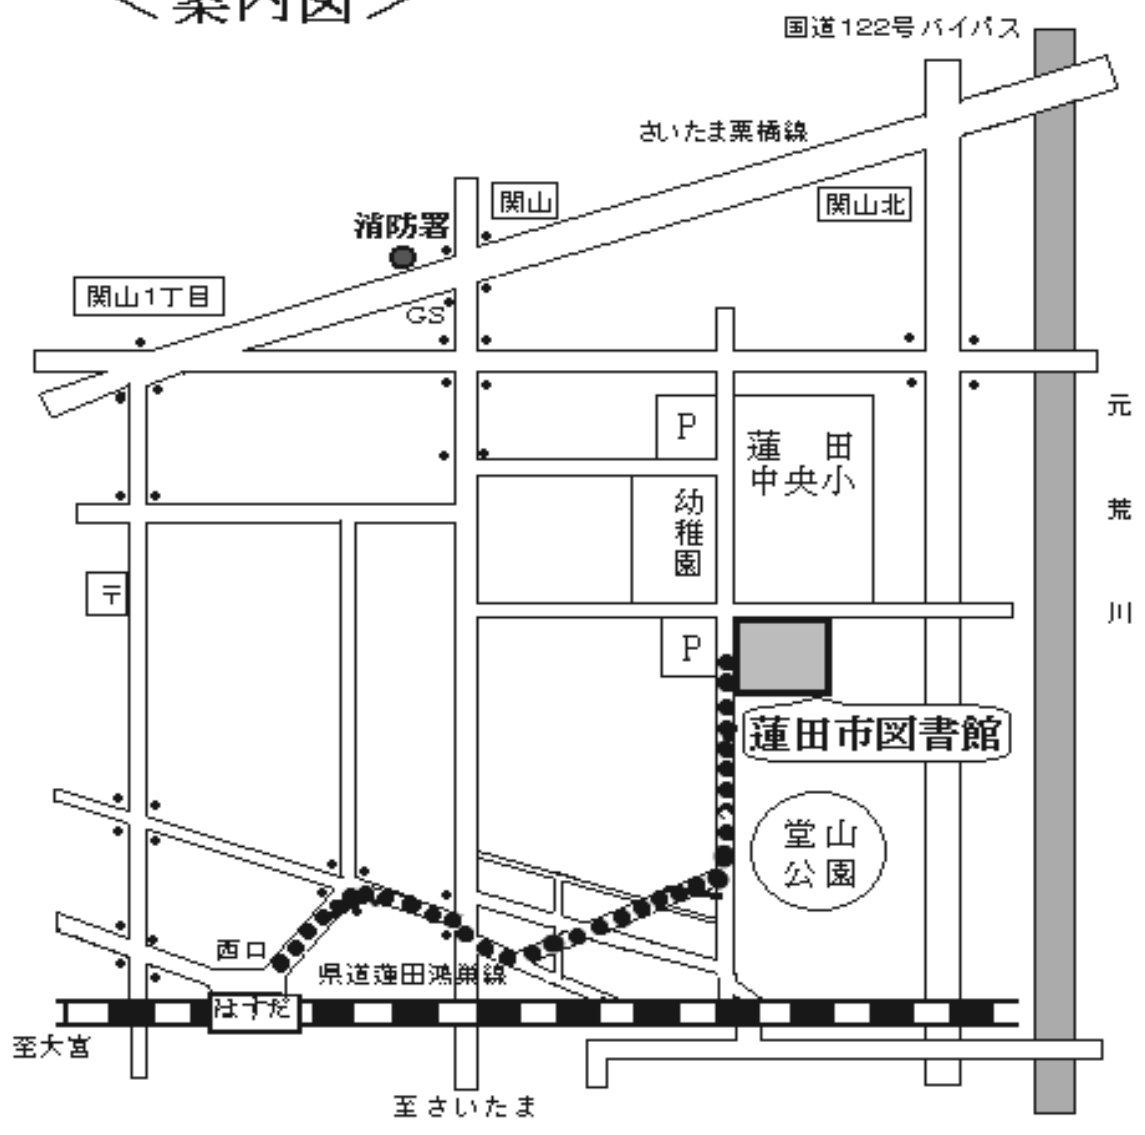 ＜案内図＞
国道122号バイパス
さいたま栗橋線
関山
関山北
消防署
関山1丁目
GS
元荒川
P
蓮田
中央小
幼稚園
〒
P
蓮田市図書館
堂山
公園
西口
県道蓮田鴻巣線
はすだ
至大宮
至さいたま